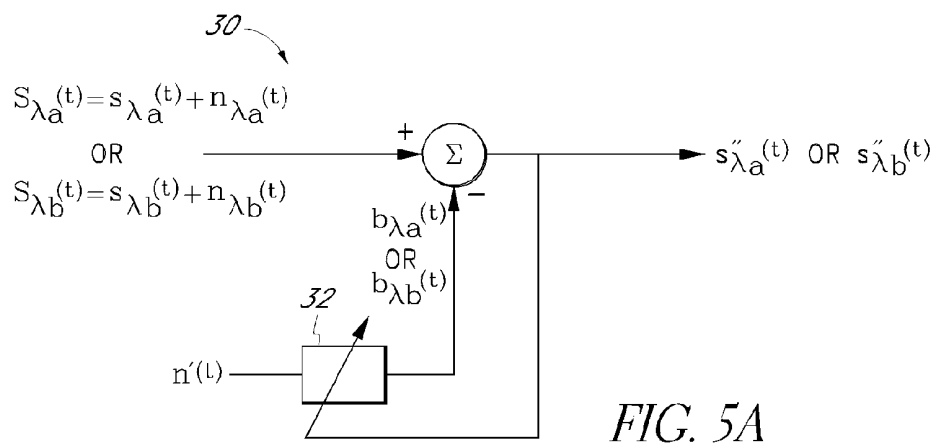 30
Sλa(t)=sλa(t)+nλa(t)
OR
Sλb(t)=sλb(t)+nλb(t)
+
Σ
−
s″λa(t) OR s″λb(t)
bλa(t)
OR
bλb(t)
32
n′(t)
FIG. 5A